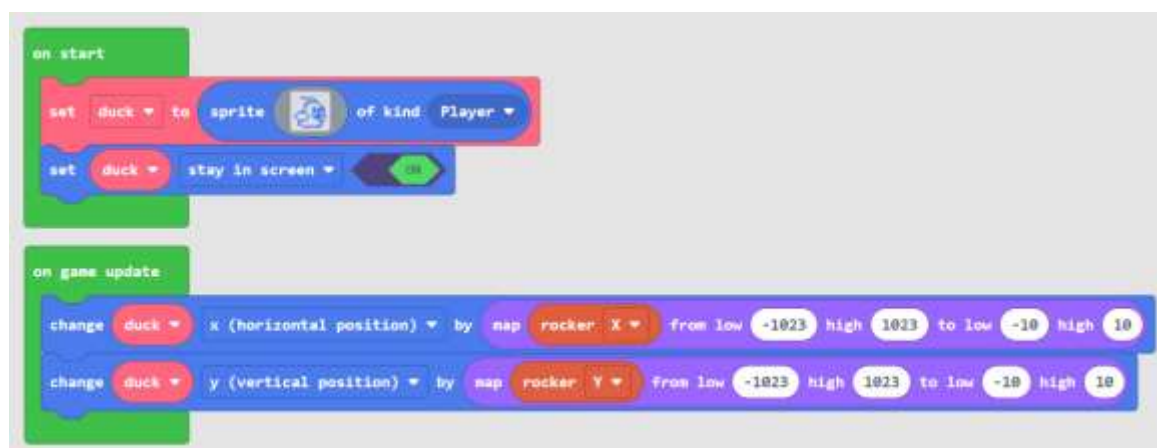 on start
set duck to sprite of kind Player
set duck stay in screen ON
on game update
change duck x (horizontal position) by map rocker X from low -1023 high 1023 to low -10 high 10
change duck y (vertical position) by map rocker Y from low -1023 high 1023 to low -10 high 10